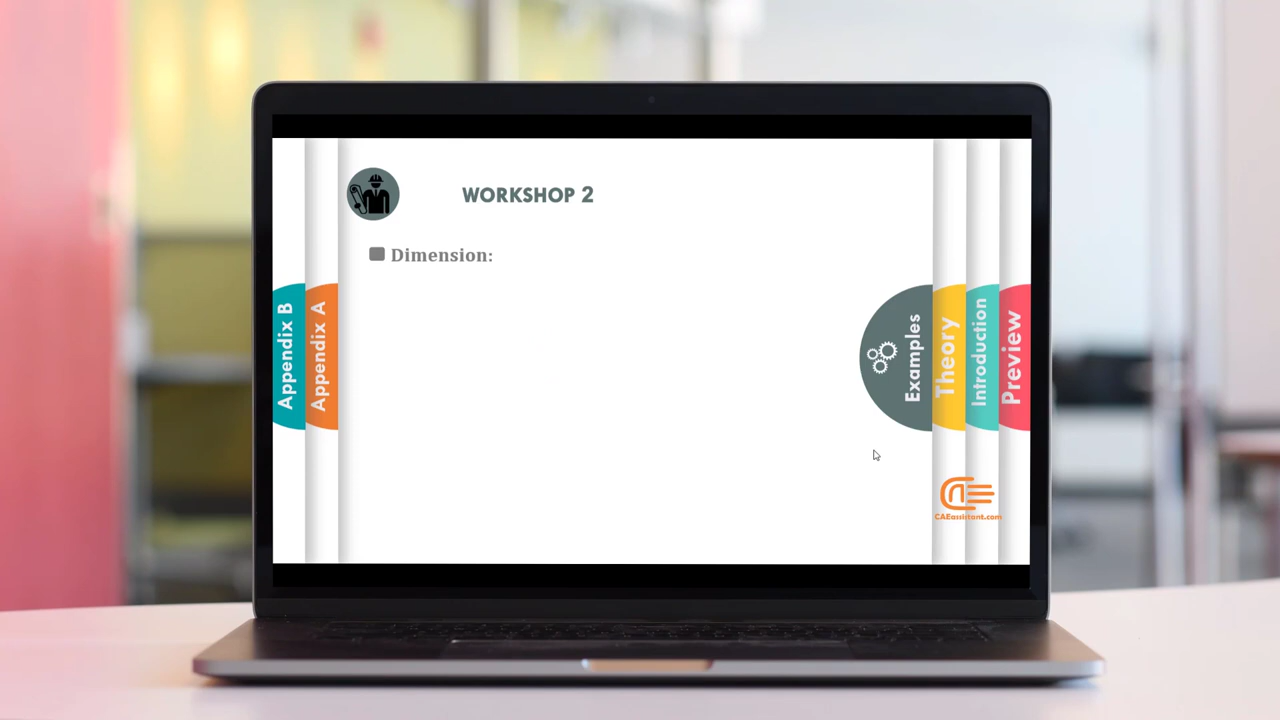 WORKSHOP 2
Dimension:
Appendix B
Appendix A
Examples
Theory
Introduction
Preview
CAEassistant.com